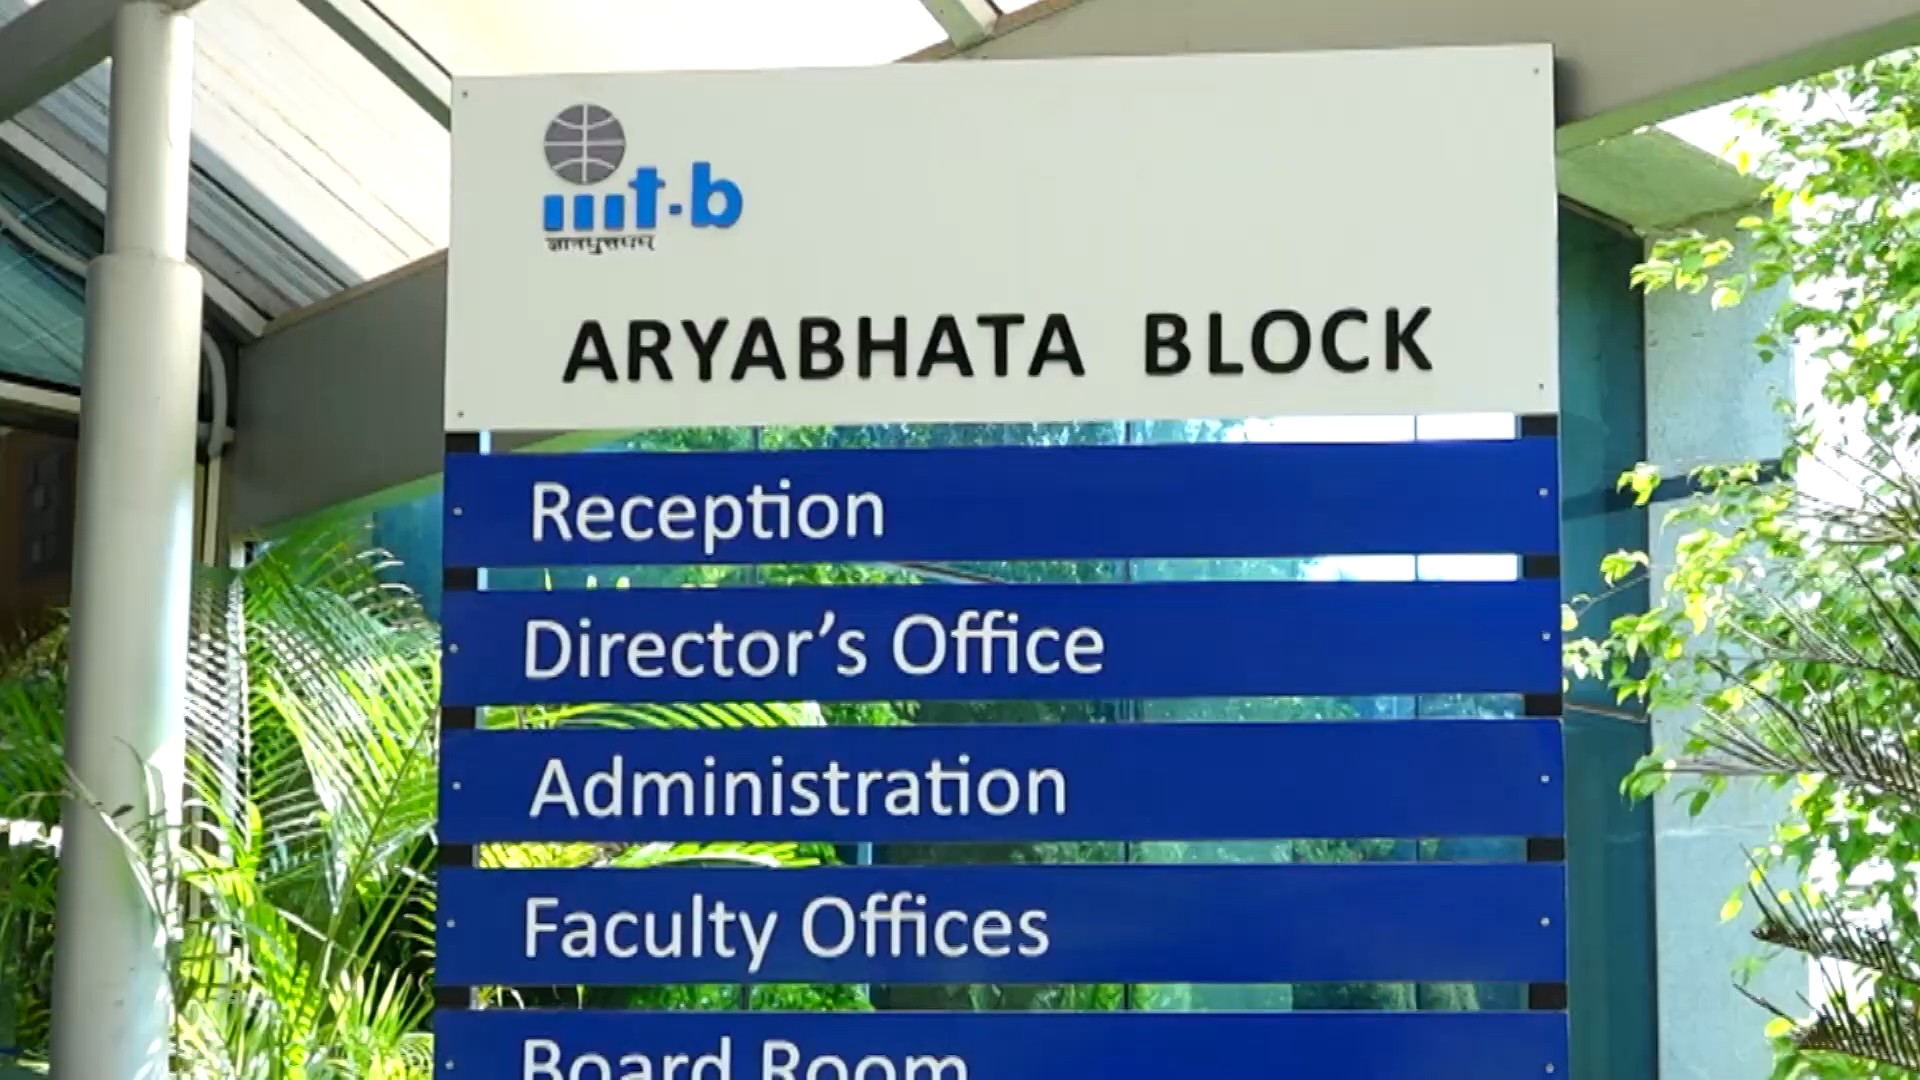 iiit-b
ज्ञानमुत्तमम्
ARYABHATA BLOCK
Reception
Director's Office
Administration
Faculty Offices
Board Room